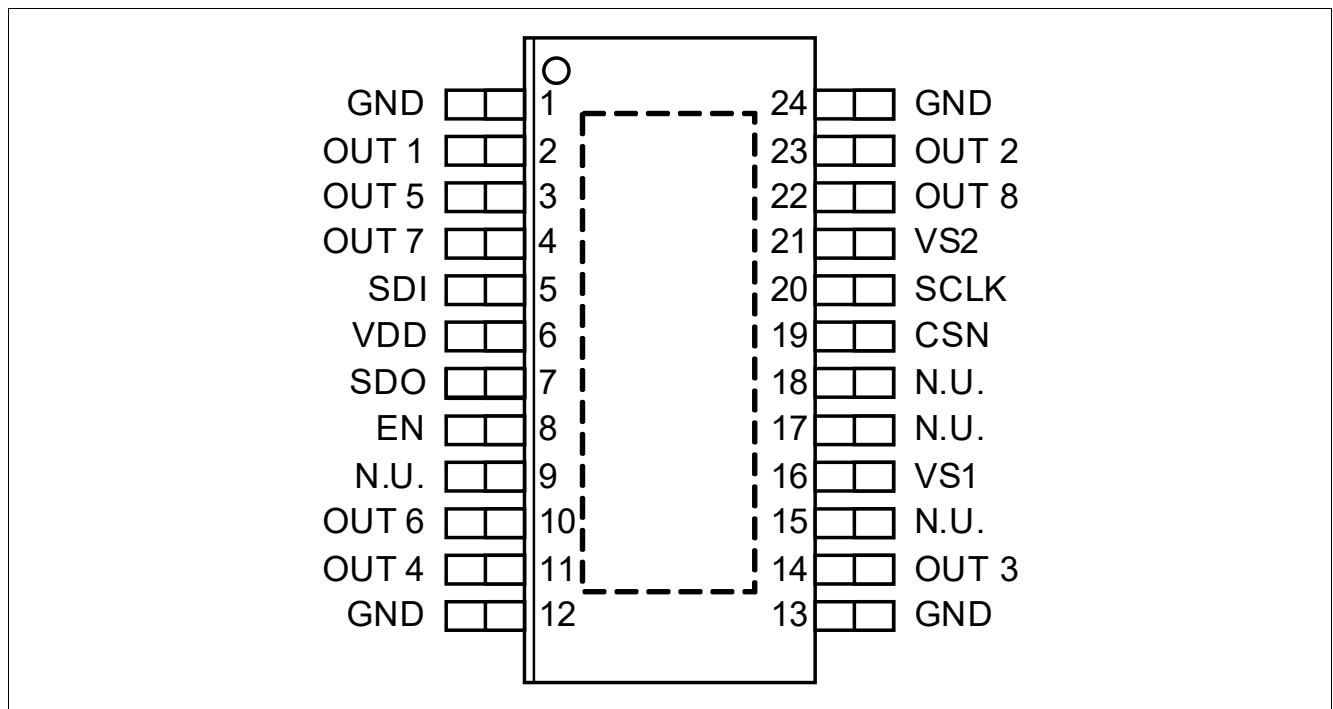 GND 1 24 GND
OUT 1 2 23 OUT 2
OUT 5 3 22 OUT 8
OUT 7 4 21 VS2
SDI 5 20 SCLK
VDD 6 19 CSN
SDO 7 18 N.U.
EN 8 17 N.U.
N.U. 9 16 VS1
OUT 6 10 15 N.U.
OUT 4 11 14 OUT 3
GND 12 13 GND